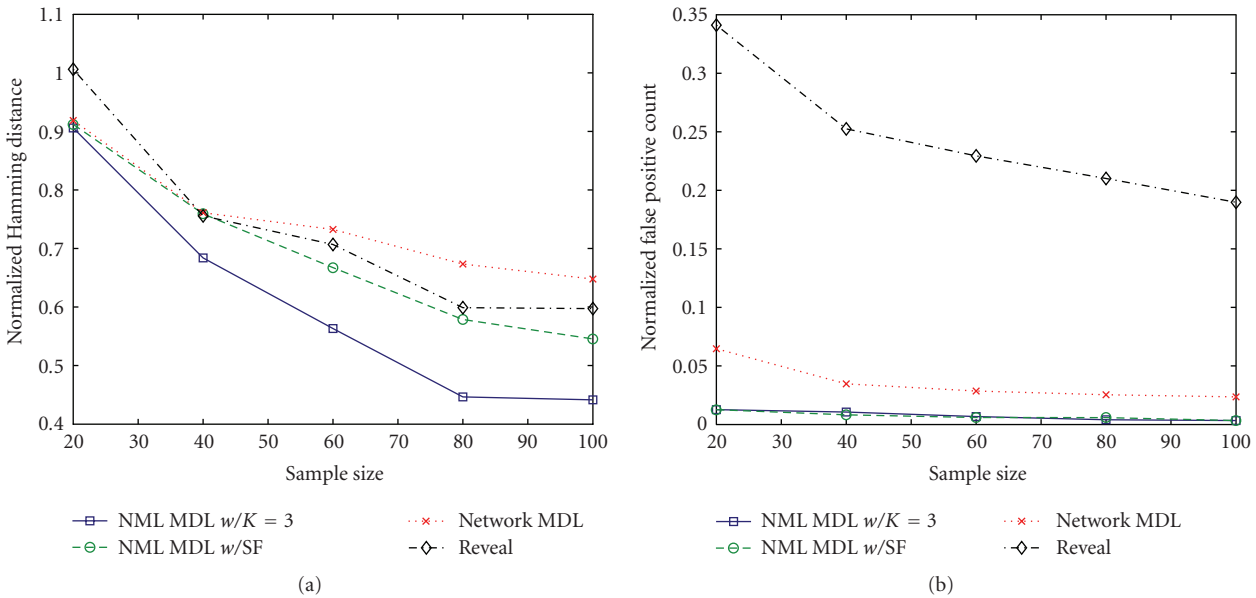 1.1
1
0.9
0.8
0.7
0.6
0.5
0.4
Normalized Hamming distance
20 30 40 50 60 70 80 90 100
Sample size
NML MDL w/K = 3
NML MDL w/SF
Network MDL
Reveal
(a)
0.35
0.3
0.25
0.2
0.15
0.1
0.05
0
Normalized false positive count
20 30 40 50 60 70 80 90 100
Sample size
NML MDL w/K = 3
NML MDL w/SF
Network MDL
Reveal
(b)